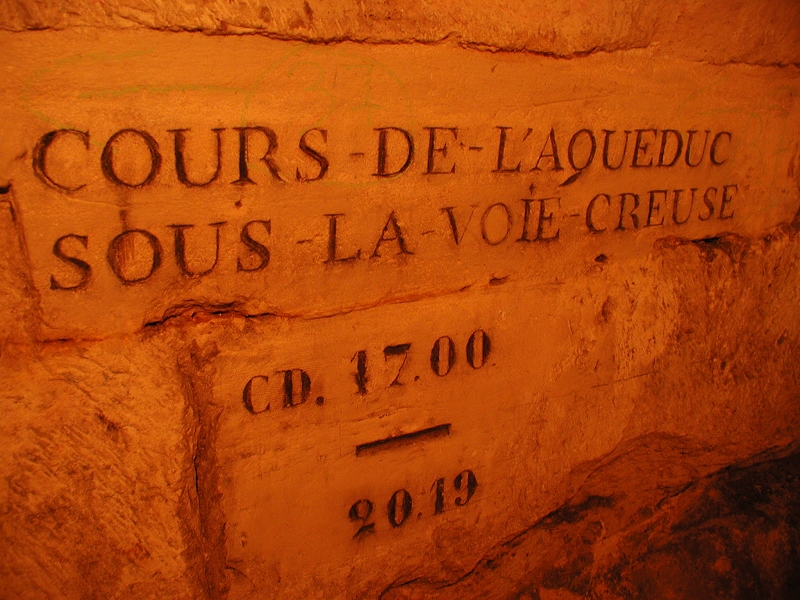 COURS-DE-L'AQUEDUC
SOUS-LA-VOIE-CREUSE
CD. 17.00
20.19